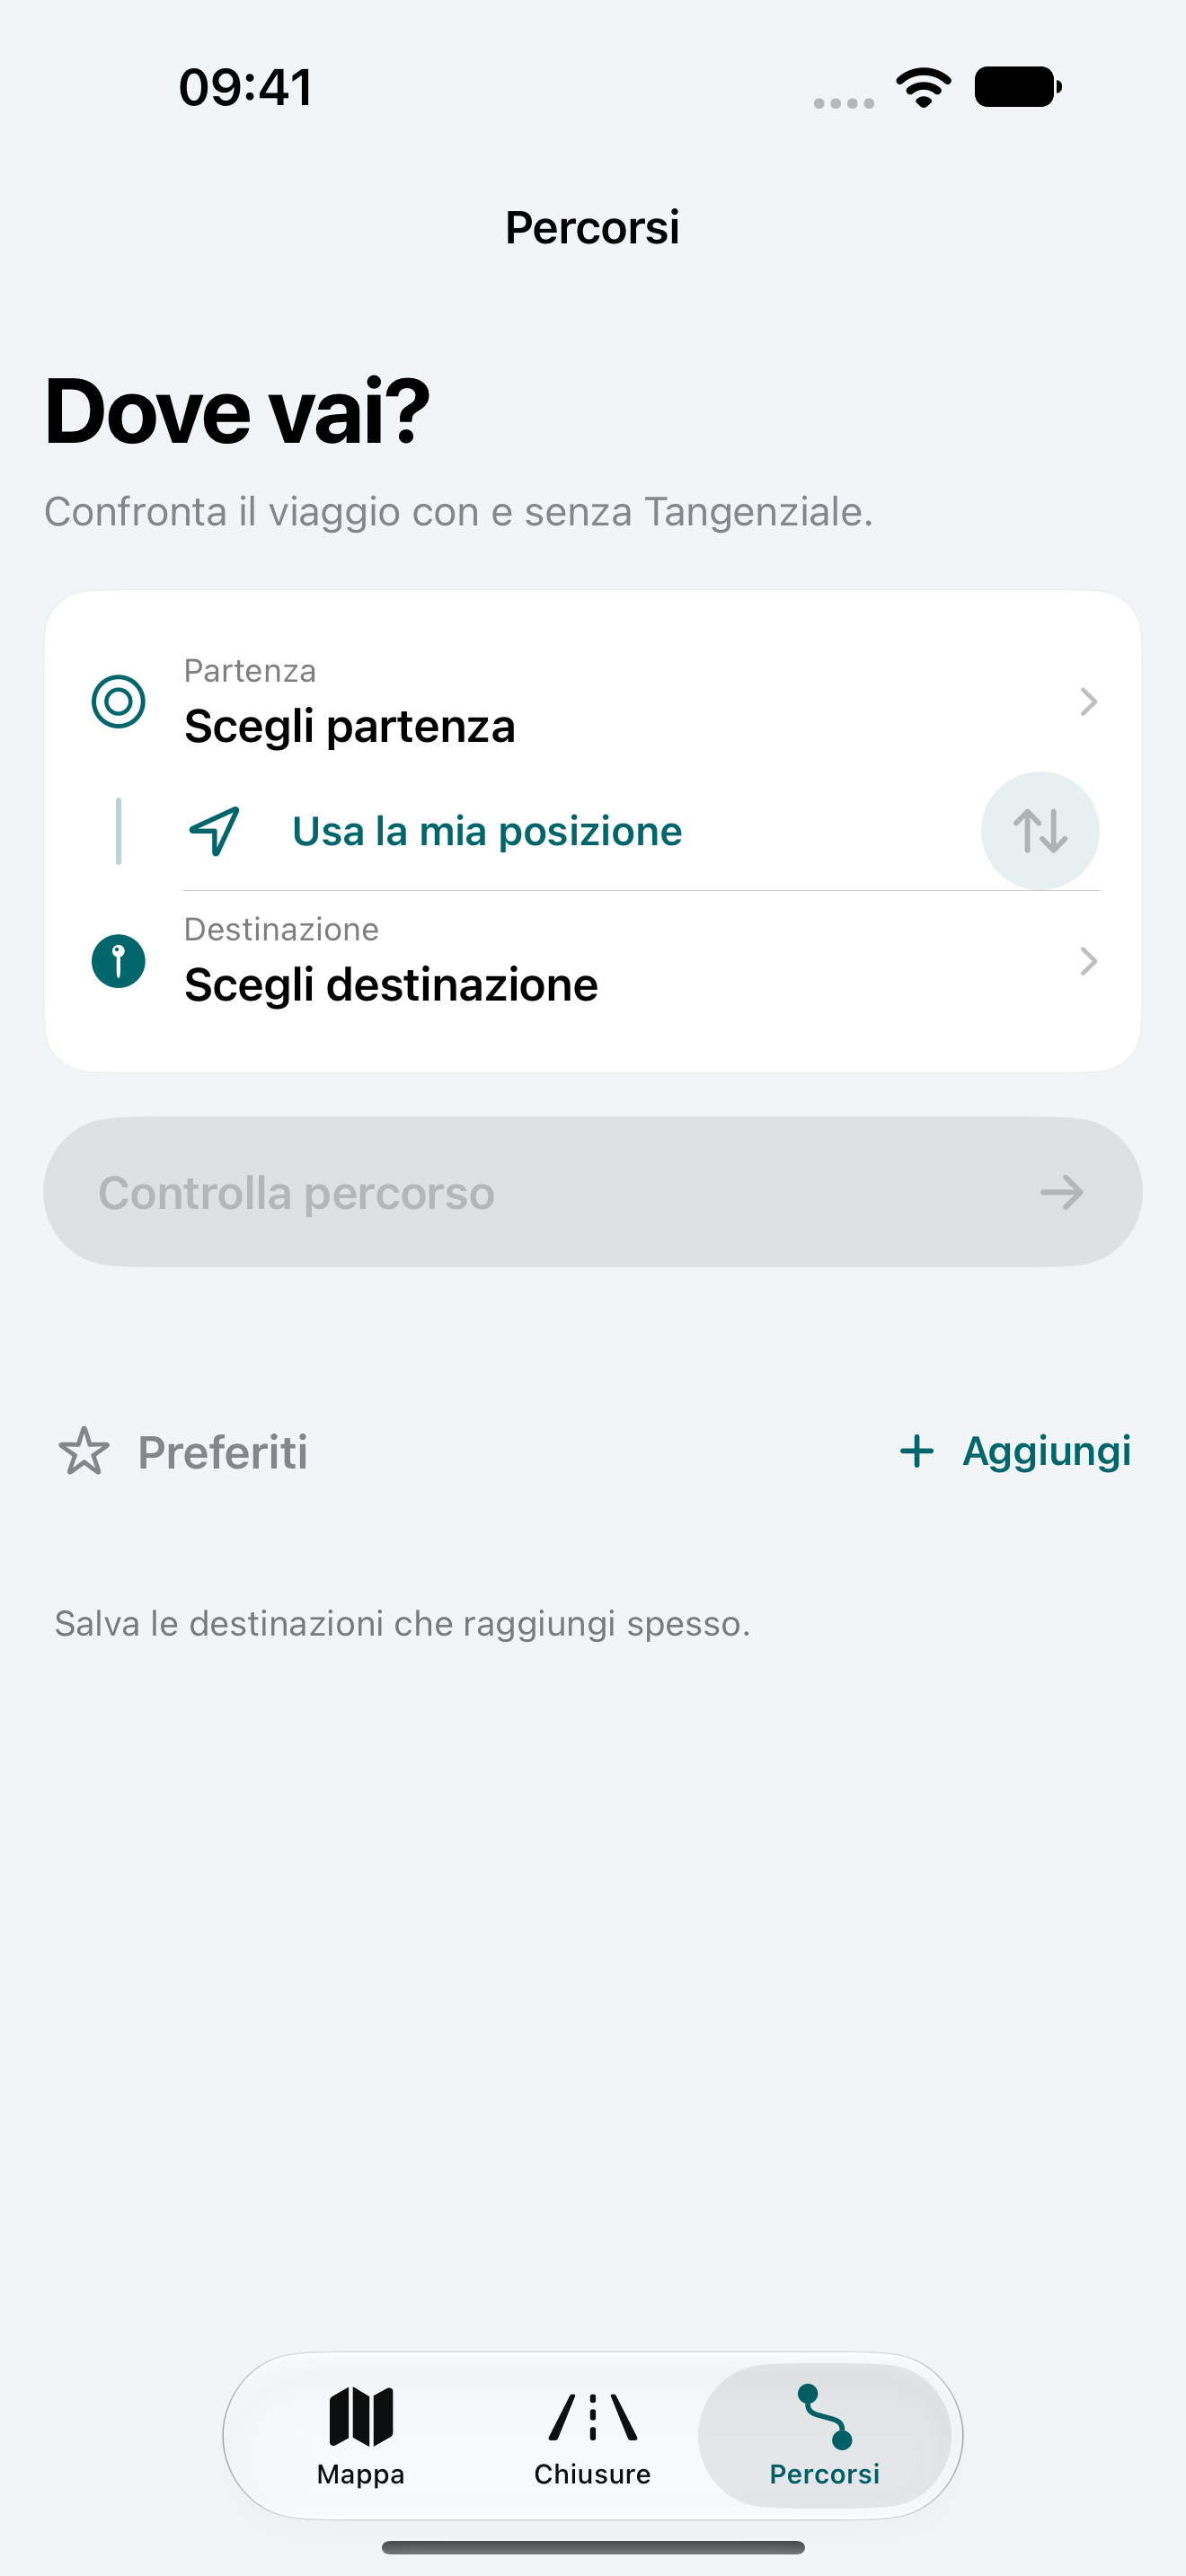 09:41
Percorsi
Dove vai?
Confronta il viaggio con e senza Tangenziale.
Partenza
Scegli partenza
Usa la mia posizione
Destinazione
Scegli destinazione
Controlla percorso
Preferiti
Aggiungi
Salva le destinazioni che raggiungi spesso.
Mappa
Chiusure
Percorsi